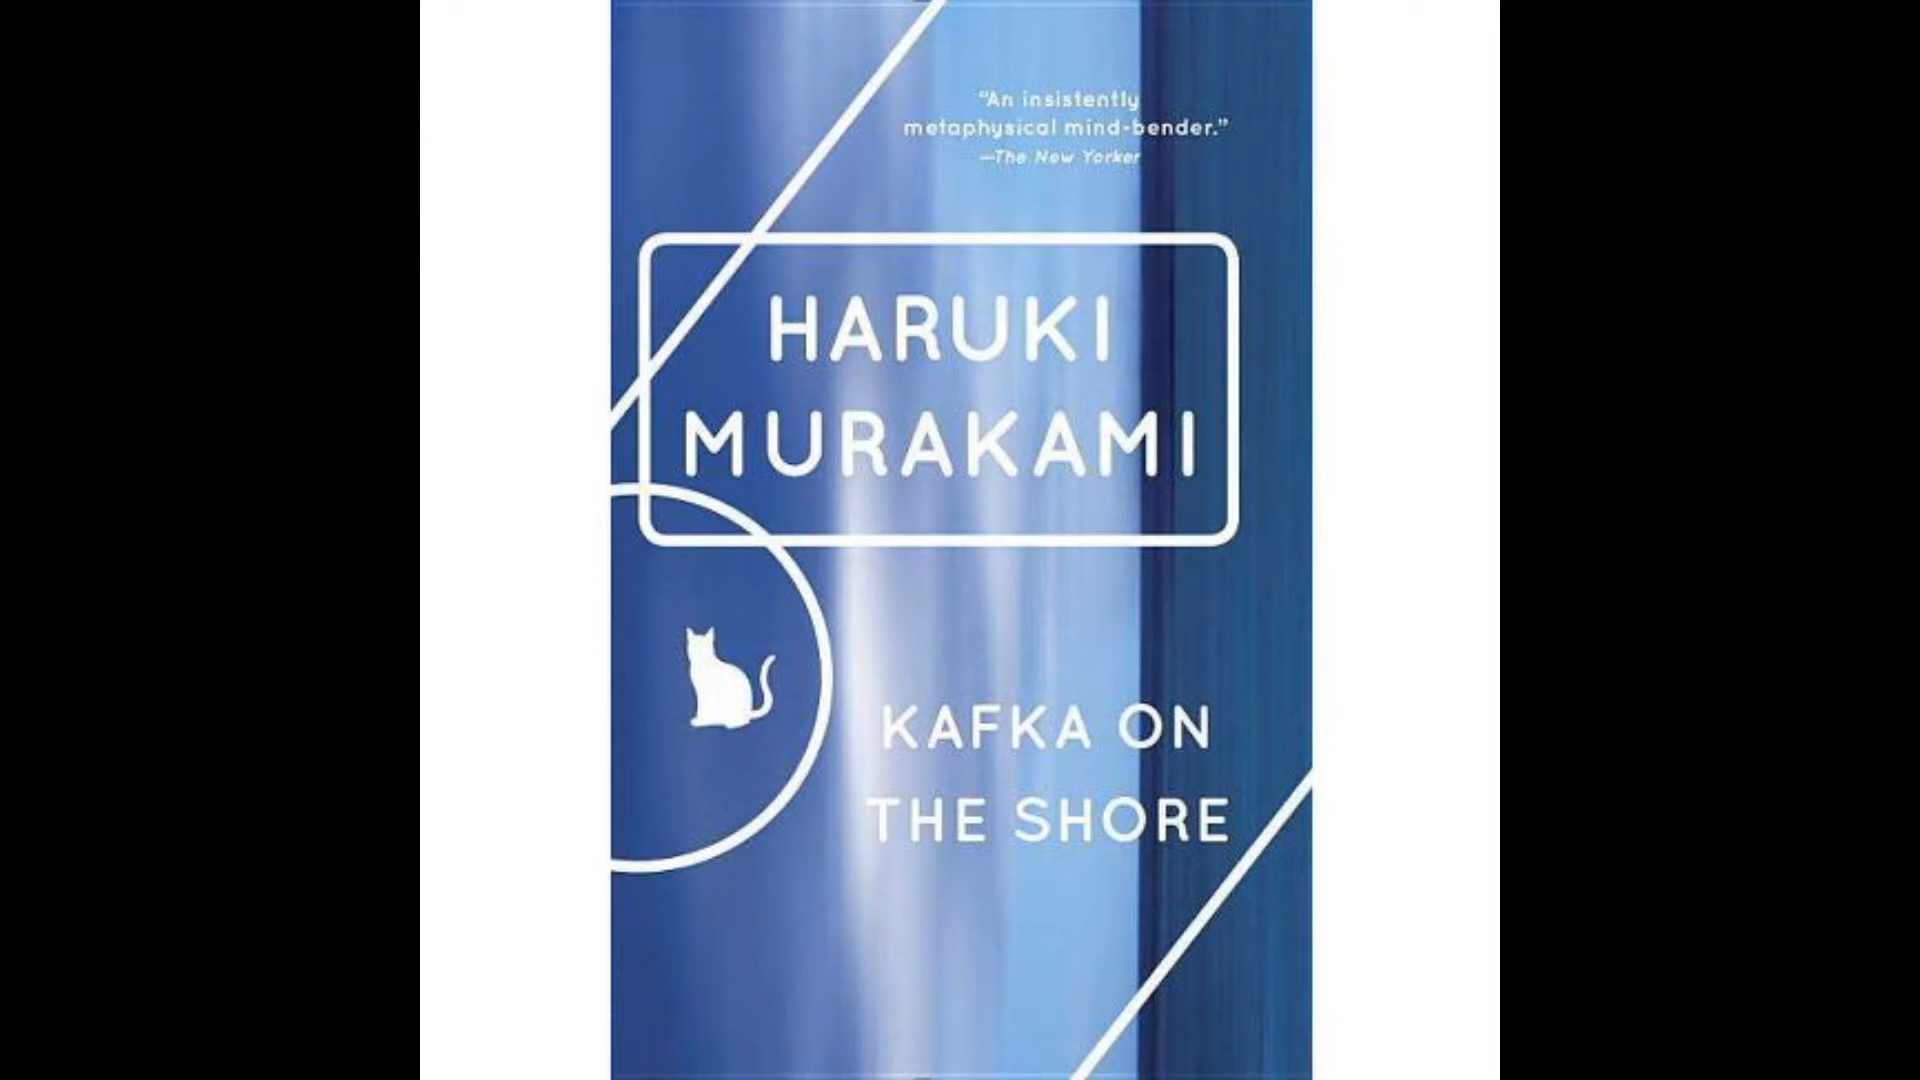 "An insistently
metaphysical mind-bender."
—The New Yorker
HARUKI
MURAKAMI
KAFKA ON
THE SHORE